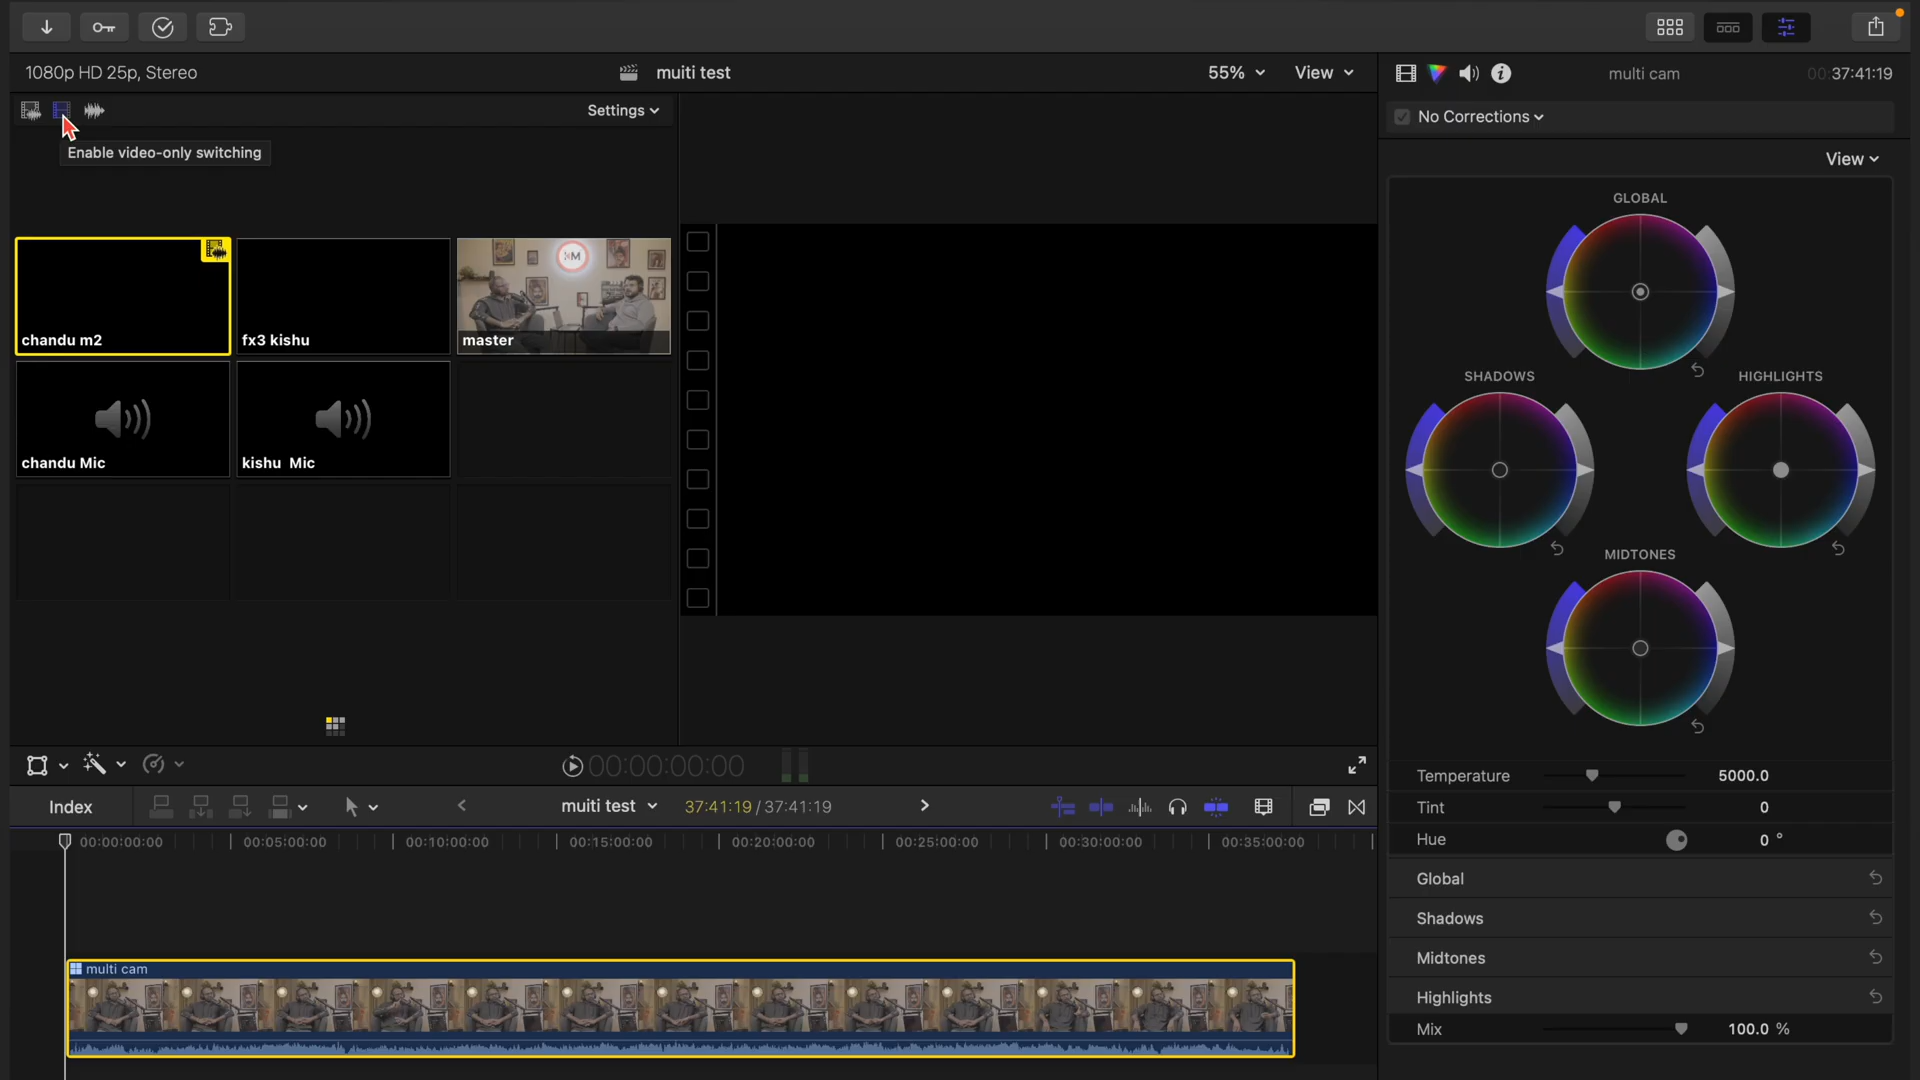 1080p HD 25p, Stereo
muiti test
55%
View
multi cam
00:37:41:19
Settings
No Corrections
Enable video-only switching
View
GLOBAL
chandu m2
fx3 kishu
master
SHADOWS
HIGHLIGHTS
chandu Mic
kishu Mic
MIDTONES
00:00:00:00
Temperature
5000.0
Index
muiti test
37:41:19 / 37:41:19
Tint
0
00:00:00:00
00:05:00:00
00:10:00:00
00:15:00:00
00:20:00:00
00:25:00:00
00:30:00:00
00:35:00:00
Hue
0 °
Global
Shadows
Midtones
multi cam
Highlights
Mix
100.0 %